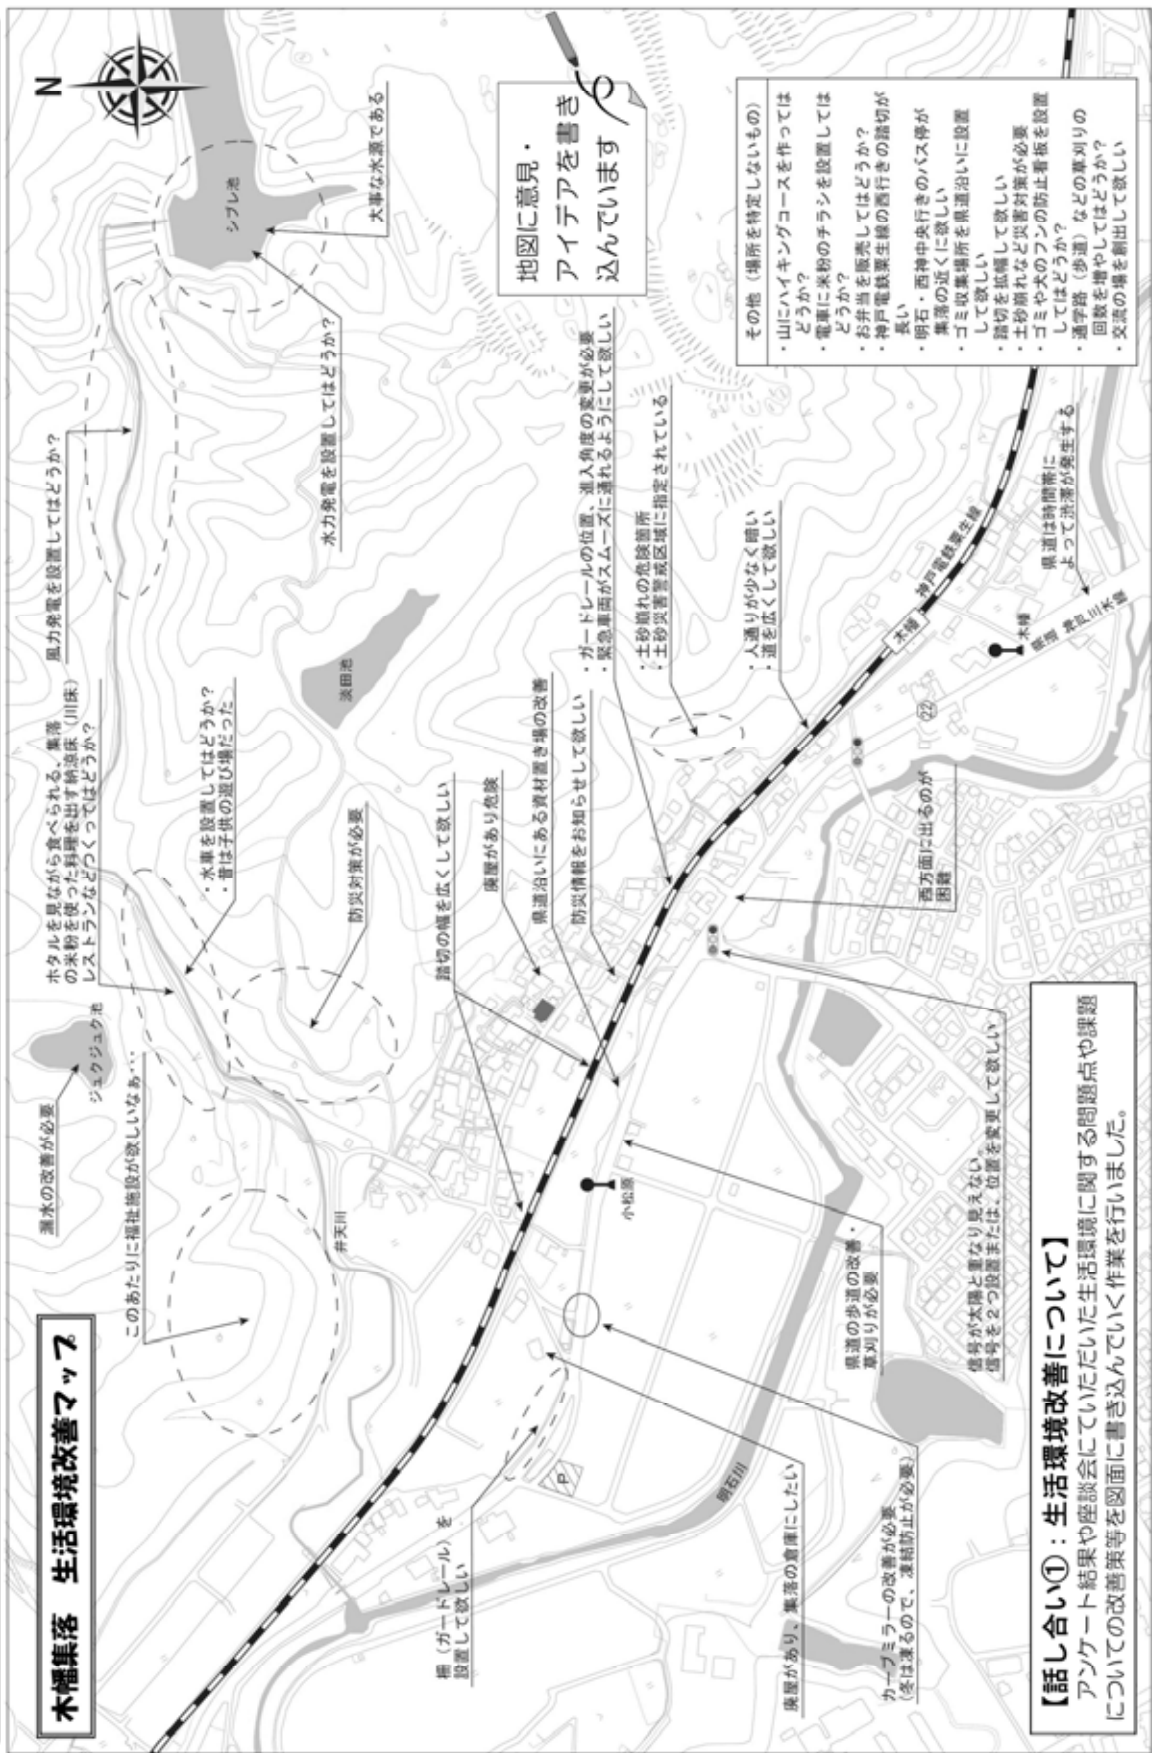 木幡集落　生活環境改善マップ
N
漏水の改善が必要
ジュクジュク池
このあたりに福祉施設が欲しいなぁ…
ホタルを見ながら食べられる、集落
の米粉を使った料理を出す納涼床（川床）
レストランなどつくってはどうか？
風力発電を設置してはどうか？
・水車を設置してはどうか？
・昔は子供の遊び場だった
防災対策が必要
シブレ池
大事な水源である
水力発電を設置してはどうか？
淡田池
弁天川
地図に意見・
アイデアを書き
込んでいます
踏切の幅を広くして欲しい
廃屋があり危険
県道沿いにある資材置き場の改善
防災情報をお知らせして欲しい
・ガードレールの位置、進入角度の変更が必要
・緊急車両がスムーズに通れるようにして欲しい
・土砂崩れの危険箇所
・土砂災害警戒区域に指定されている
・人通りが少なく暗い
・道を広くして欲しい
その他（場所を特定しないもの）
・山にハイキングコースを作っては
どうか？
・電車に米粉のチラシを設置しては
どうか？
・お弁当を販売してはどうか？
・神戸電鉄粟生線の西行きの踏切が
長い
・明石・西神中央行きのバス停が
集落の近くに欲しい
・ゴミ収集場所を県道沿いに設置
して欲しい
・踏切を拡幅して欲しい
・土砂崩れなど災害対策が必要
・ゴミや犬のフンの防止看板を設置
してはどうか？
・通学路（歩道）などの草刈りの
回数を増やしてはどうか？
・交流の場を創出して欲しい
神戸電鉄粟生線
木幡
木幡
県道 神戸三木線
22
県道は時間帯に
よって渋滞が発生する
西方面に出るのが
困難
小松原
P
明石川
柵（ガードレール）を
設置して欲しい
廃屋があり、集落の倉庫にしたい
カーブミラーの改善が必要
（冬は凍るので、凍結防止が必要）
県道の歩道の改善・
草刈りが必要
信号が太陽と重なり見えない。
信号を２つ設置または、位置を変更して欲しい
【話し合い①：生活環境改善について】
アンケート結果や座談会にていただいた生活環境に関する問題点や課題
についての改善策等を図面に書き込んでいく作業を行いました。